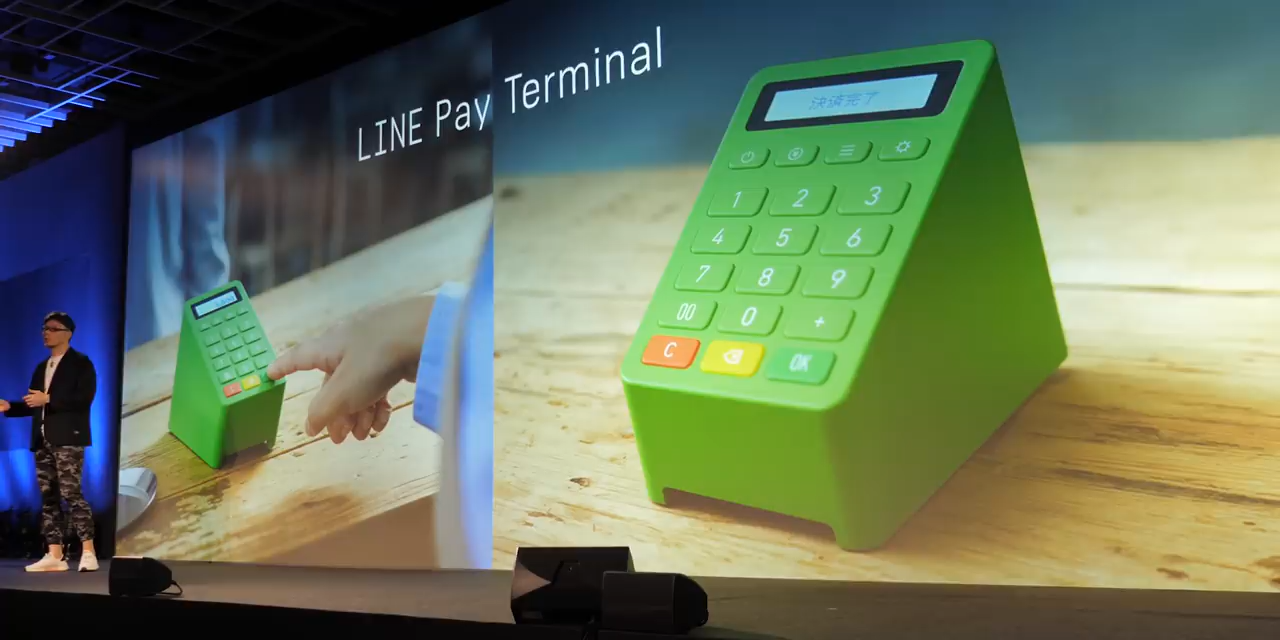 LINE Pay Terminal
決済完了
1 2 3
4 5 6
7 8 9
00 0 +
C OK